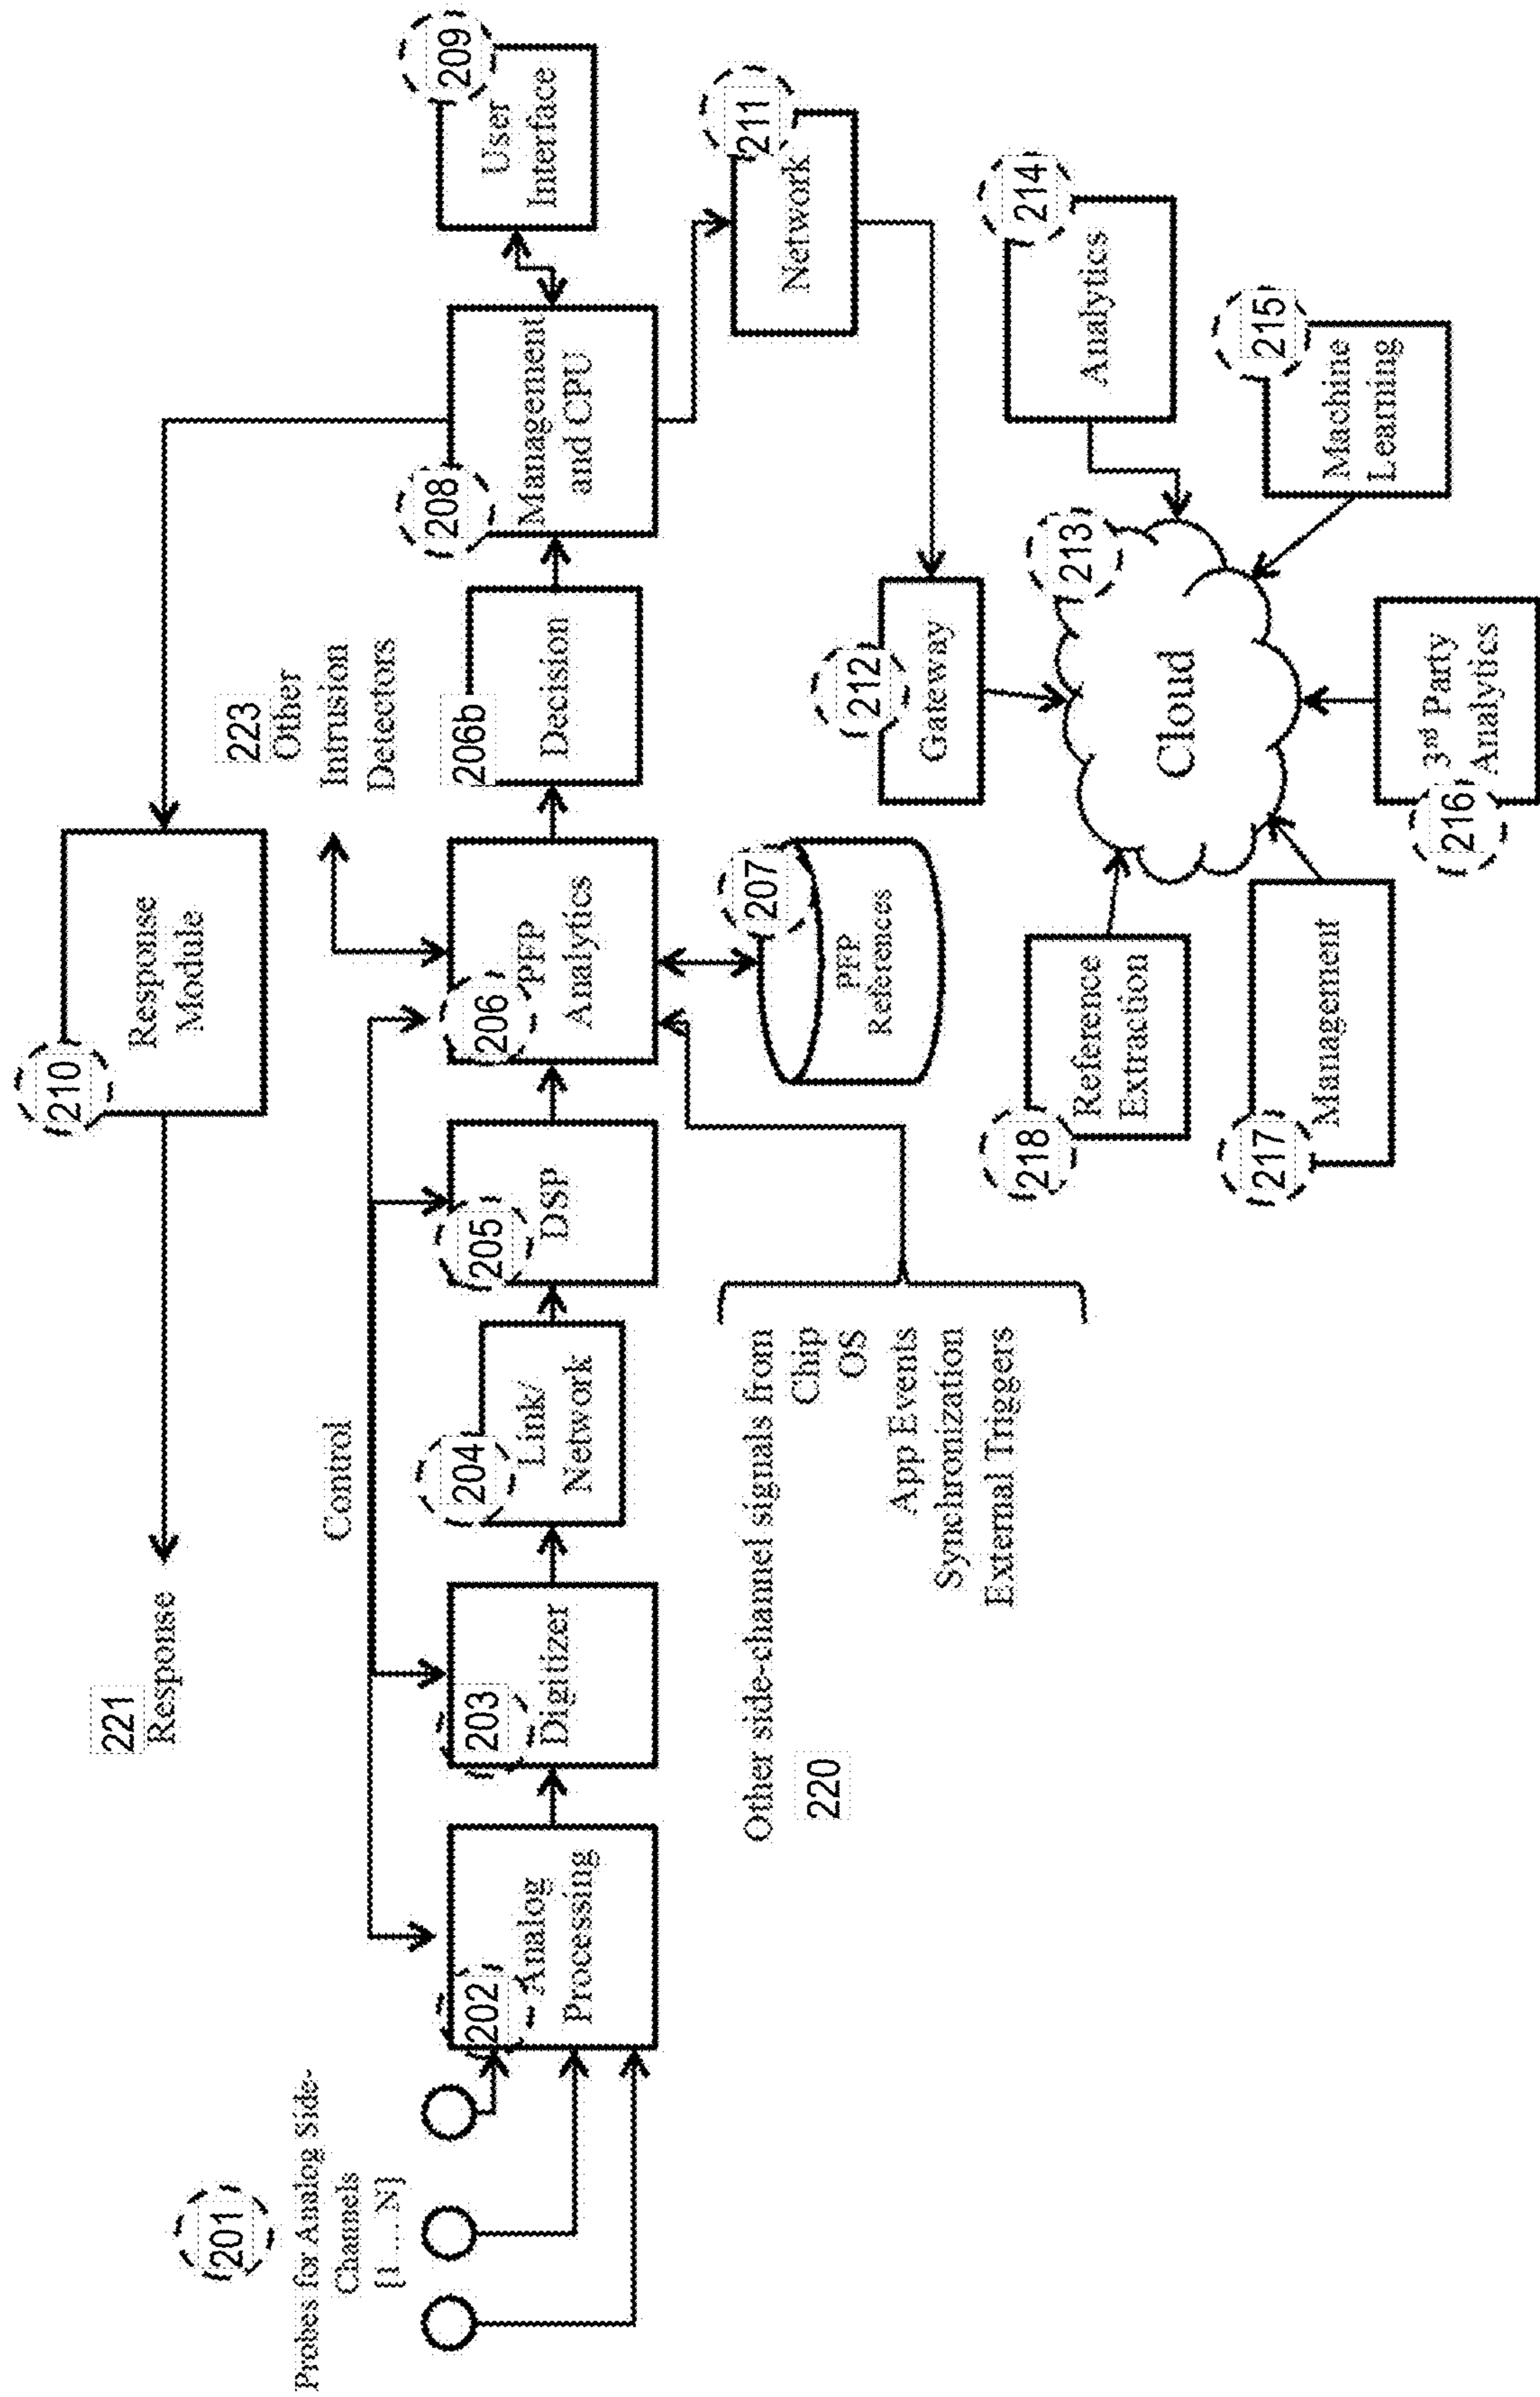 210
Response
Module
221
Response
223
Other
Intrusion
Detectors
Control
201
Probes for Analog Side-
Channels
[1 ... N]
202
Analog
Processing
203
Digitizer
204
Link/
Network
205
DSP
206
PFP
Analytics
206b
Decision
208
Management
and CPU
209
User
Interface
207
PFP
References
211
Network
Other side-channel signals from
Chip
OS
App Events
Synchronization
External Triggers
220
212
Gateway
213
Cloud
214
Analytics
215
Machine
Learning
216
3rd Party
Analytics
217
Management
218
Reference
Extraction